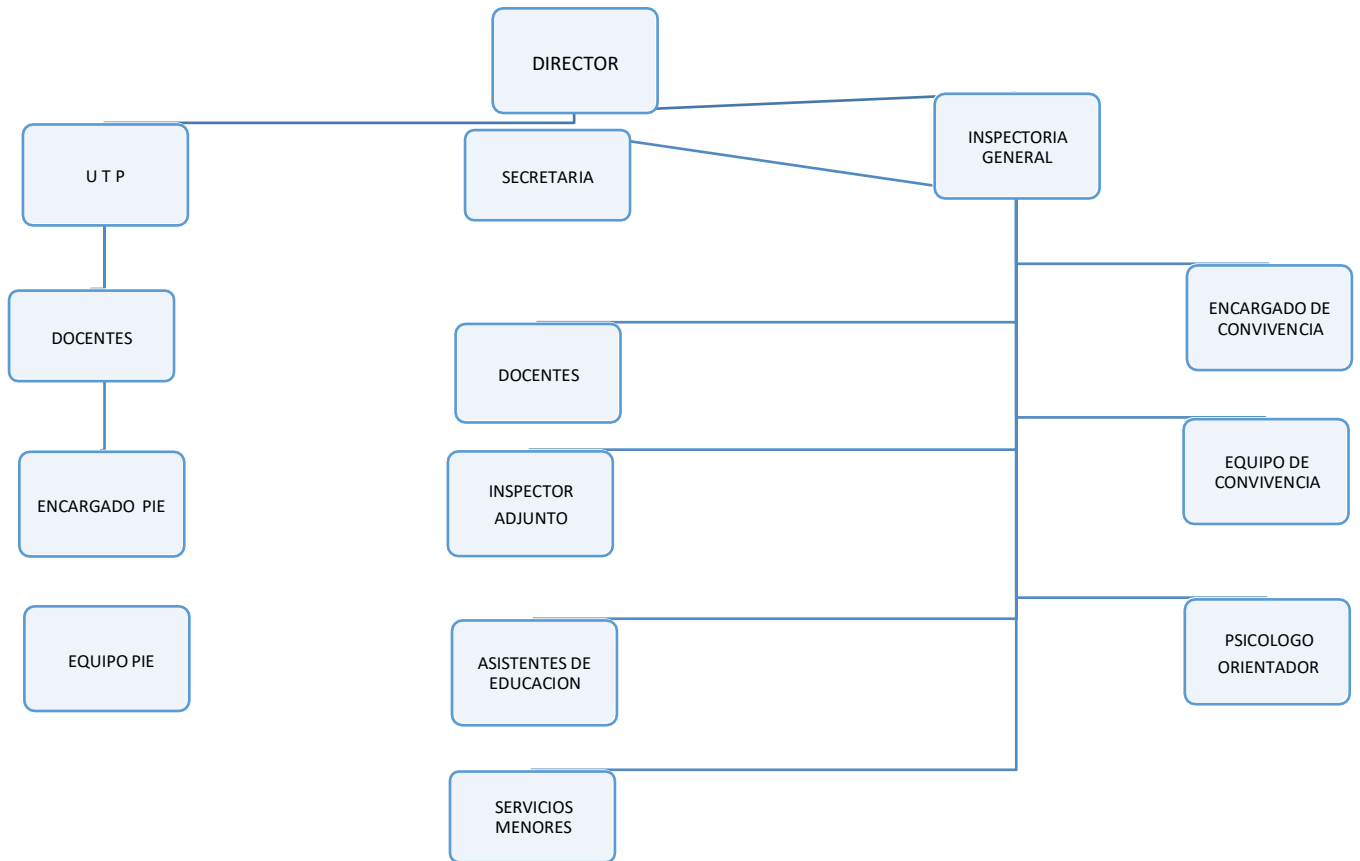 DIRECTOR
INSPECTORIA
GENERAL
U T P
SECRETARIA
ENCARGADO DE
CONVIVENCIA
DOCENTES
DOCENTES
EQUIPO DE
CONVIVENCIA
ENCARGADO PIE
INSPECTOR
ADJUNTO
EQUIPO PIE
ASISTENTES DE
EDUCACION
PSICOLOGO
ORIENTADOR
SERVICIOS
MENORES